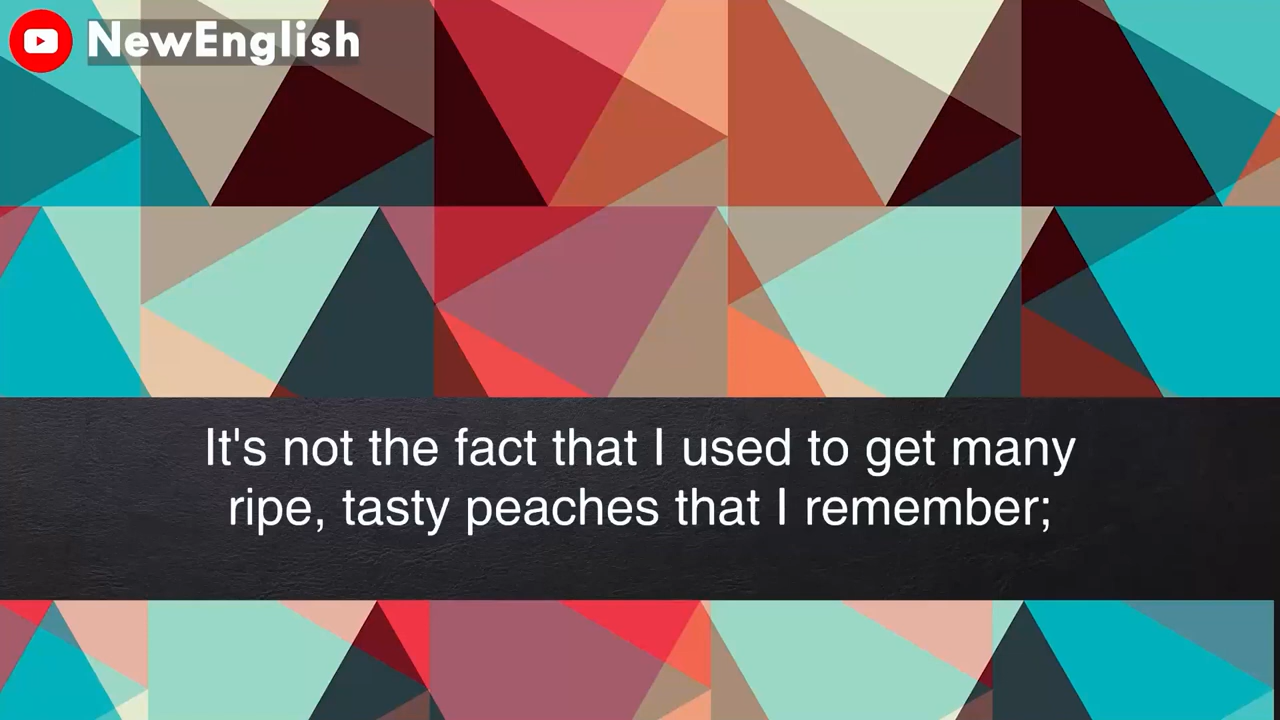 NewEnglish
It's not the fact that I used to get many
ripe, tasty peaches that I remember;